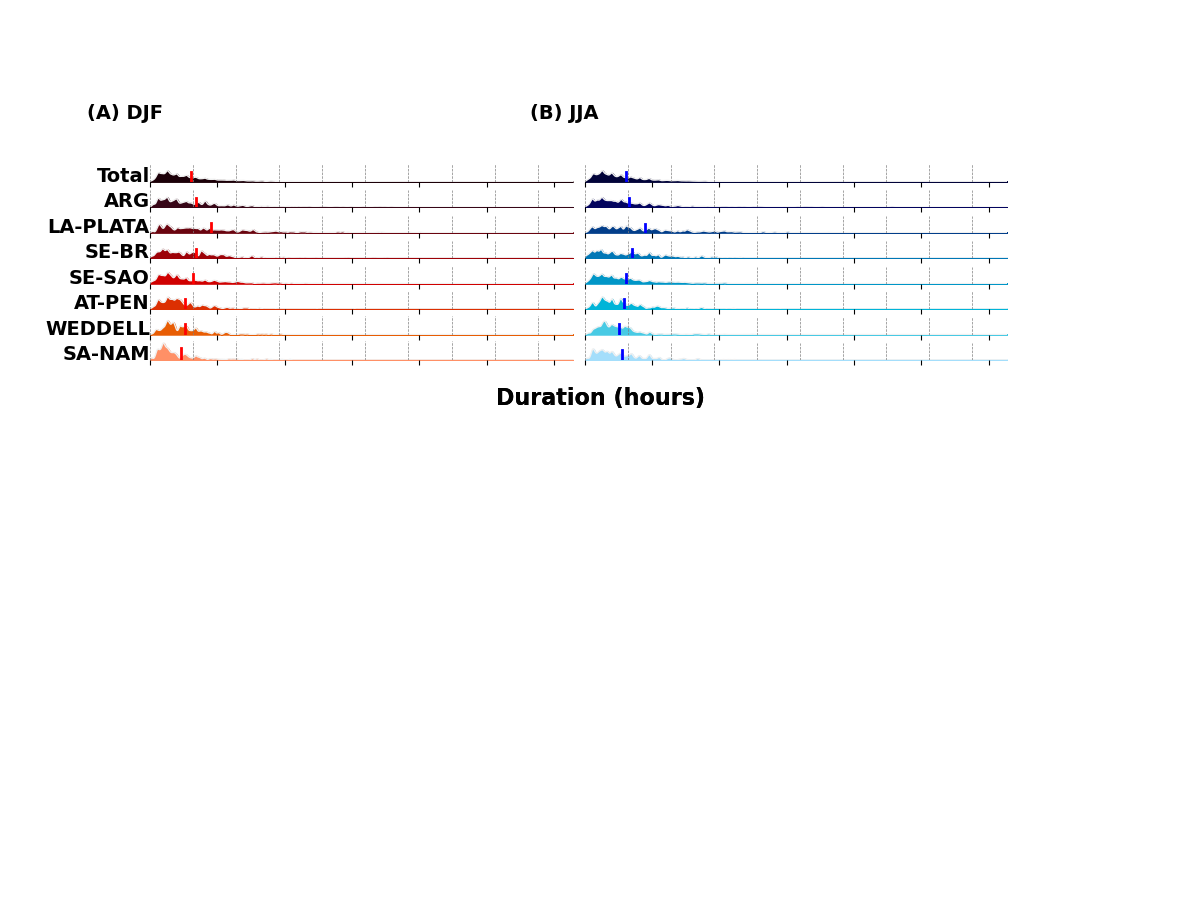 (A) DJF
(B) JJA
Total
ARG
LA-PLATA
SE-BR
SE-SAO
AT-PEN
WEDDELL
SA-NAM
Duration (hours)